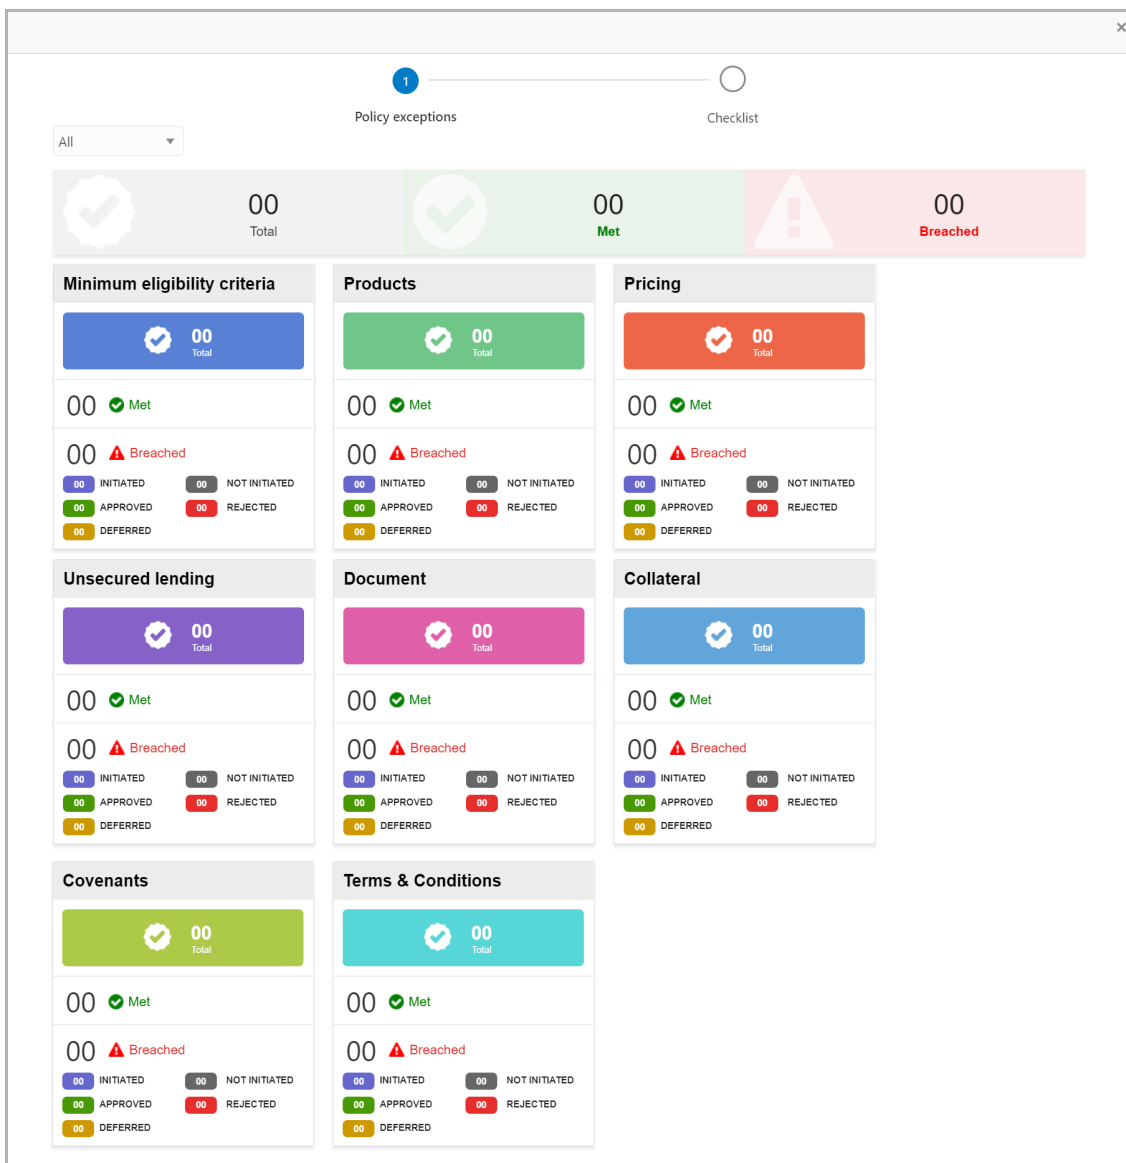 ×
1
Policy exceptions
Checklist
All
00
Total
00
Met
00
Breached
Minimum eligibility criteria
00
Total
00 Met
00 Breached
00 INITIATED 00 NOT INITIATED
00 APPROVED 00 REJECTED
00 DEFERRED
Products
00
Total
00 Met
00 Breached
00 INITIATED 00 NOT INITIATED
00 APPROVED 00 REJECTED
00 DEFERRED
Pricing
00
Total
00 Met
00 Breached
00 INITIATED 00 NOT INITIATED
00 APPROVED 00 REJECTED
00 DEFERRED
Unsecured lending
00
Total
00 Met
00 Breached
00 INITIATED 00 NOT INITIATED
00 APPROVED 00 REJECTED
00 DEFERRED
Document
00
Total
00 Met
00 Breached
00 INITIATED 00 NOT INITIATED
00 APPROVED 00 REJECTED
00 DEFERRED
Collateral
00
Total
00 Met
00 Breached
00 INITIATED 00 NOT INITIATED
00 APPROVED 00 REJECTED
00 DEFERRED
Covenants
00
Total
00 Met
00 Breached
00 INITIATED 00 NOT INITIATED
00 APPROVED 00 REJECTED
00 DEFERRED
Terms & Conditions
00
Total
00 Met
00 Breached
00 INITIATED 00 NOT INITIATED
00 APPROVED 00 REJECTED
00 DEFERRED